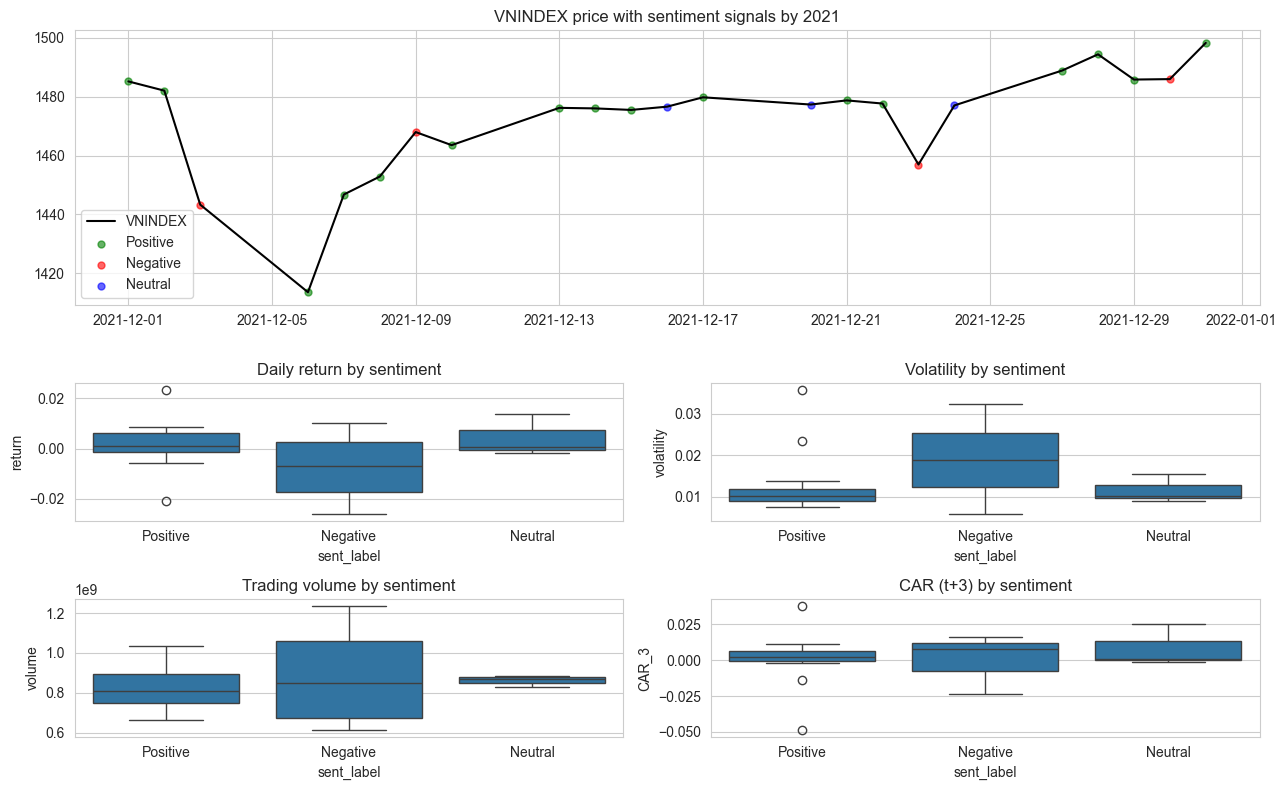 VNINDEX price with sentiment signals by 2021
1500
1480
1460
1440
1420
VNINDEX
Positive
Negative
Neutral
2021-12-01 2021-12-05 2021-12-09 2021-12-13 2021-12-17 2021-12-21 2021-12-25 2021-12-29 2022-01-01
Daily return by sentiment
return
0.02
0.00
−0.02
Positive Negative Neutral
sent_label
Volatility by sentiment
volatility
0.03
0.02
0.01
Positive Negative Neutral
sent_label
Trading volume by sentiment
1e9
volume
1.2
1.0
0.8
0.6
Positive Negative Neutral
sent_label
CAR (t+3) by sentiment
CAR_3
0.025
0.000
−0.025
−0.050
Positive Negative Neutral
sent_label